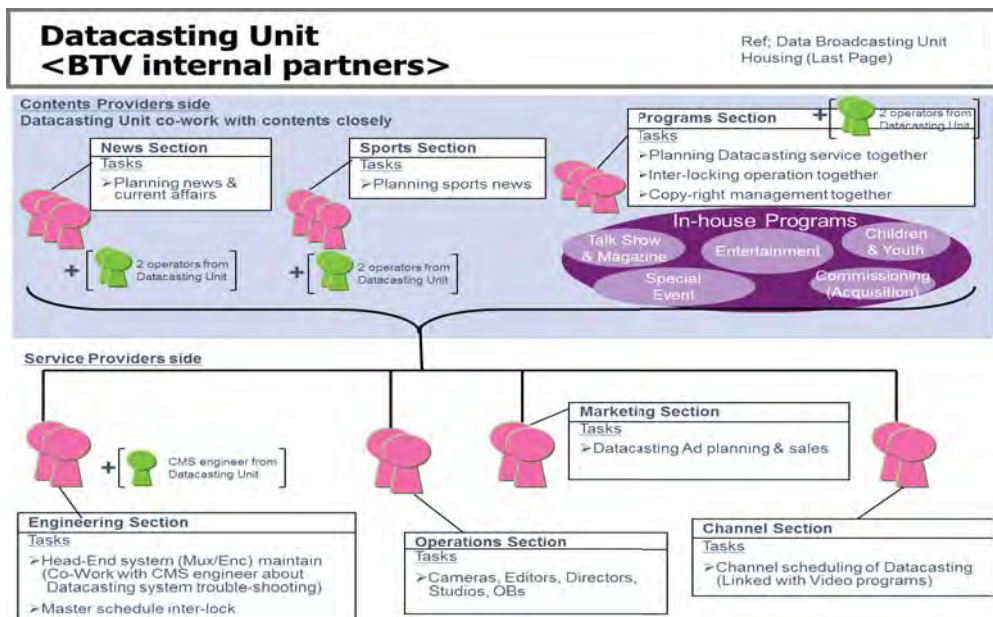 Datacasting Unit
<BTV internal partners>
Ref; Data Broadcasting Unit
Housing (Last Page)
Contents Providers side
Datacasting Unit co-work with contents closely
News Section
Tasks
➢Planning news &
current affairs
+ [2 operators from
Datacasting Unit]
Sports Section
Tasks
➢Planning sports news
+ [2 operators from
Datacasting Unit]
Programs Section
+ [2 operators from
Datacasting Unit]
Tasks
➢Planning Datacasting service together
➢Inter-locking operation together
➢Copy-right management together
In-house Programs
Talk Show
& Magazine
Entertainment
Children
& Youth
Special
Event
Commissioning
(Acquisition)
Service Providers side
+ [CMS engineer from
Datacasting Unit]
Marketing Section
Tasks
➢Datacasting Ad planning & sales
Engineering Section
Tasks
➢Head-End system (Mux/Enc) maintain
(Co-Work with CMS engineer about
Datacasting system trouble-shooting)
➢Master schedule inter-lock
Operations Section
Tasks
➢Cameras, Editors, Directors,
Studios, OBs
Channel Section
Tasks
➢Channel scheduling of Datacasting
(Linked with Video programs)